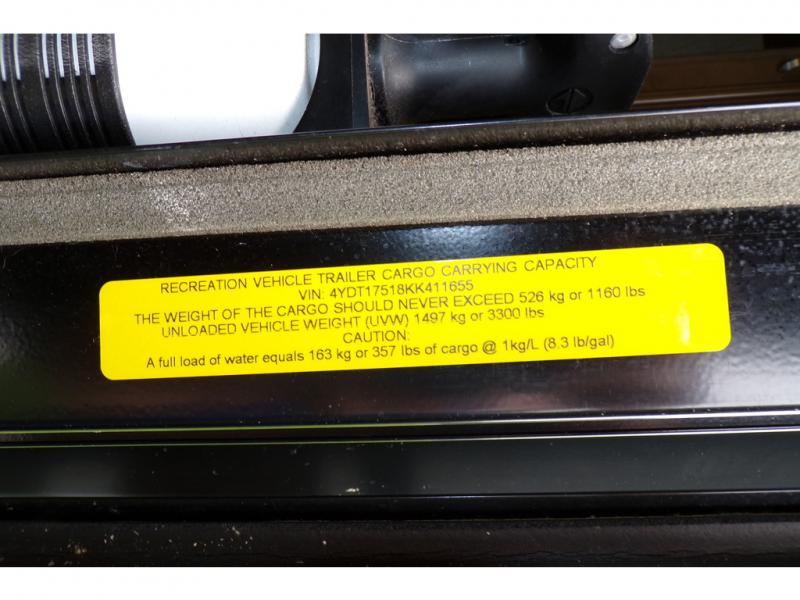 RECREATION VEHICLE TRAILER CARGO CARRYING CAPACITY
VIN: 4YDT17518KK411655
THE WEIGHT OF THE CARGO SHOULD NEVER EXCEED 526 kg or 1160 lbs
UNLOADED VEHICLE WEIGHT (UVW) 1497 kg or 3300 lbs
CAUTION:
A full load of water equals 163 kg or 357 lbs of cargo @ 1kg/L (8.3 lb/gal)